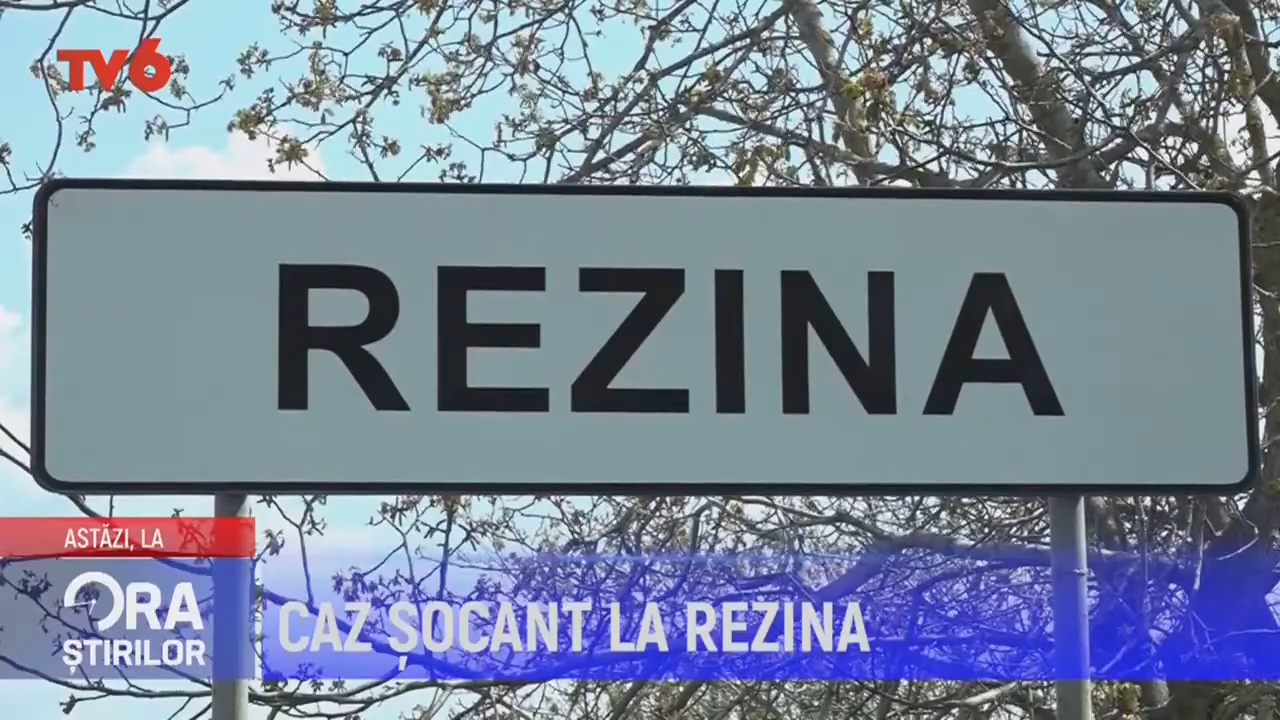 TV6
REZINA
ASTĂZI, LA
ORA
ȘTIRILOR
CAZ ȘOCANT LA REZINA